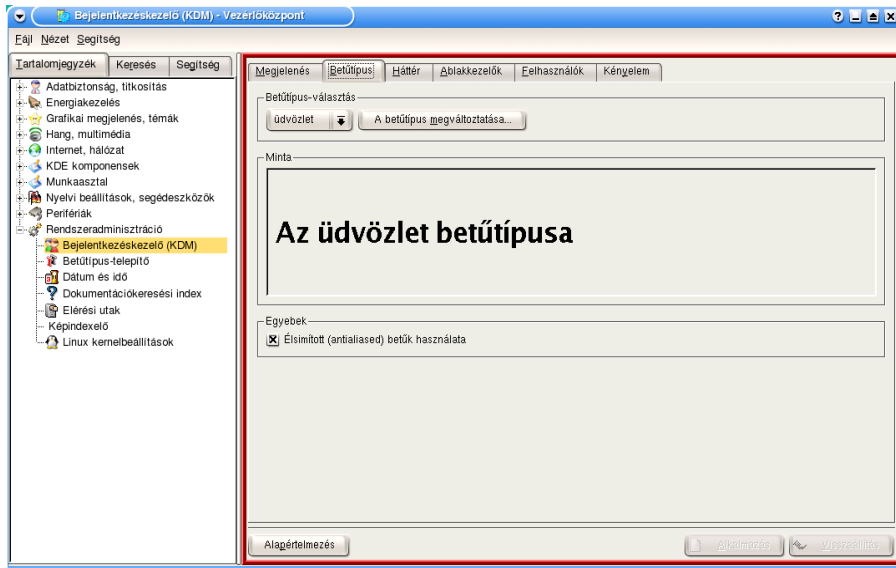 Bejelentkezéskezelő (KDM) - Vezérlőközpont
Fájl Nézet Segítség
Tartalomjegyzék Keresés Segítség
Adatbiztonság, titkosítás
Energiakezelés
Grafikai megjelenés, témák
Hang, multimédia
Internet, hálózat
KDE komponensek
Munkaasztal
Nyelvi beállítások, segédeszközök
Perifériák
Rendszeradminisztráció
Bejelentkezéskezelő (KDM)
Betűtípus-telepítő
Dátum és idő
Dokumentációkeresési index
Elérési utak
Képindexelő
Linux kernelbeállítások
Megjelenés Betűtípus Háttér Ablakkezelők Felhasználók Kényelem
Betűtípus-választás
üdvözlet A betűtípus megváltoztatása...
Minta
Az üdvözlet betűtípusa
Egyebek
Élsimított (antialiased) betűk használata
Alapértelmezés Alkalmazás Visszaállítás